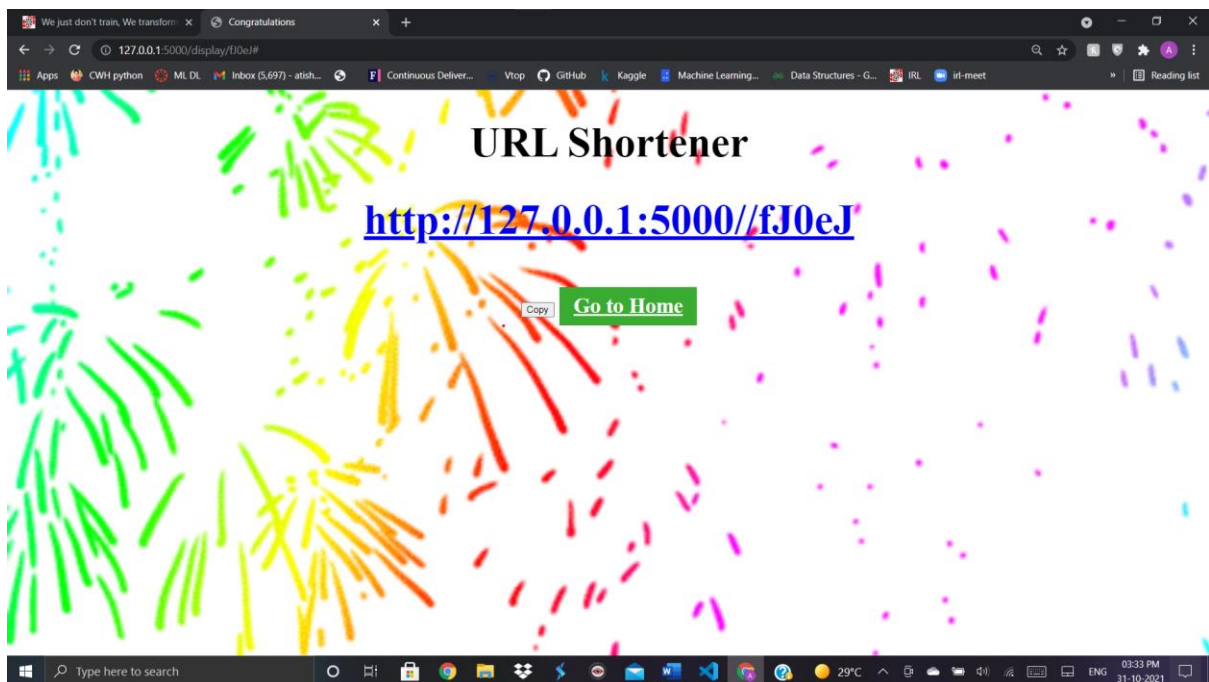 We just don't train, We transform
Congratulations
127.0.0.1:5000/display/fJ0eJ#
Apps CWH python ML DL Inbox (5,697) - atish... Continuous Deliver... Vtop GitHub Kaggle Machine Learning... Data Structures - G... IRL irl-meet » Reading list
URL Shortener
http://127.0.0.1:5000//fJ0eJ
Copy Go to Home
Type here to search 29°C ENG 03:33 PM
31-10-2021